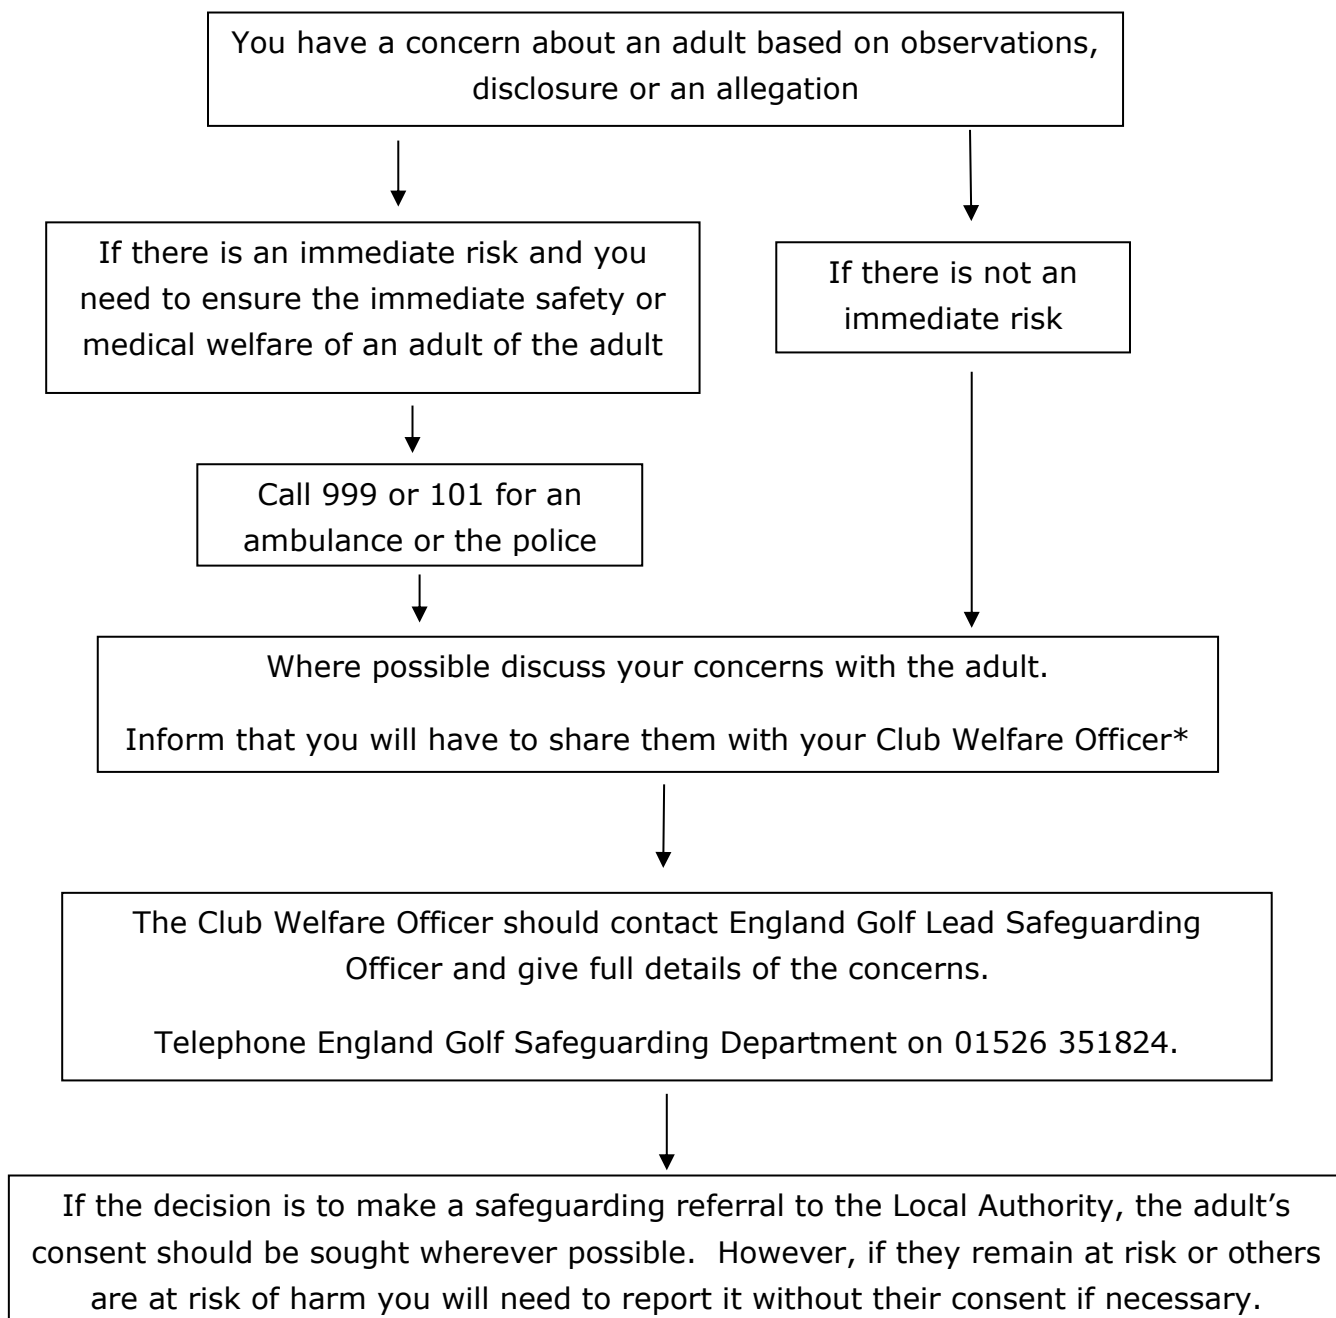 You have a concern about an adult based on observations,
disclosure or an allegation
If there is an immediate risk and you
need to ensure the immediate safety or
medical welfare of an adult of the adult
If there is not an
immediate risk
Call 999 or 101 for an
ambulance or the police
Where possible discuss your concerns with the adult.
Inform that you will have to share them with your Club Welfare Officer*
The Club Welfare Officer should contact England Golf Lead Safeguarding
Officer and give full details of the concerns.
Telephone England Golf Safeguarding Department on 01526 351824.
If the decision is to make a safeguarding referral to the Local Authority, the adult’s
consent should be sought wherever possible.  However, if they remain at risk or others
are at risk of harm you will need to report it without their consent if necessary.